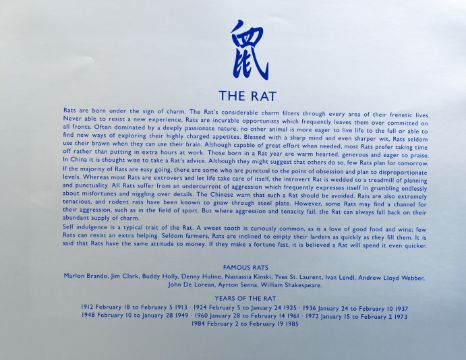 鼠
THE RAT
Rats are born under the sign of charm. The Rat's considerable charm filters through every area of their frenetic lives.
Never able to resist a new experience, Rats are incurable opportunists which frequently leaves them over committed on
all fronts. Often dominated by a deeply passionate nature, no other animal is more eager to live life to the full or able to
find new ways of exploring their highly charged appetites. Blessed with a sharp mind and even sharper wit, Rats seldom
use their brawn when they can use their brain. Although capable of great effort when needed, most Rats prefer taking time
off rather than putting in extra hours at work. Those born in a Rat year are warm hearted, generous and eager to praise.
In China it is thought wise to take a Rat's advice. Although they might suggest that others do so, few Rats plan for tomorrow.
If the majority of Rats are easy going, there are some who are punctual to the point of obsession and plan to disproportionate
levels. Whereas most Rats are extrovert and let life take care of itself, the introvert Rat is wedded to a treadmill of planning
and punctuality. All Rats suffer from an undercurrent of aggression which frequently expresses itself in grumbling endlessly
about misfortunes and niggling over details. The Chinese warn that such a Rat should be avoided. Rats are also extremely
tenacious, and rodent rats have been known to gnaw through steel plate. However, some Rats may find a channel for
their aggression, such as in the field of sport. But where aggression and tenacity fail, the Rat can always fall back on their
abundant supply of charm.
Self indulgence is a typical trait of the Rat. A sweet tooth is curiously common, as is a love of good food and wine; few
Rats can resist an extra helping. Seldom farmers, Rats are inclined to empty their larders as quickly as they fill them. It is
said that Rats have the same attitude to money. If they make a fortune fast, it is believed a Rat will spend it even quicker.
FAMOUS RATS
Marlon Brando, Jim Clark, Buddy Holly, Denny Hulme, Nastassia Kinski, Yves St. Laurent, Ivan Lendl, Andrew Lloyd Webber,
John De Lorean, Ayrton Senna, William Shakespeare.
YEARS OF THE RAT
1912 February 18 to February 5 1913 · 1924 February 5 to January 24 1925 · 1936 January 24 to February 10 1937
1948 February 10 to January 28 1949 · 1960 January 28 to February 14 1961 · 1972 January 15 to February 2 1973
1984 February 2 to February 19 1985